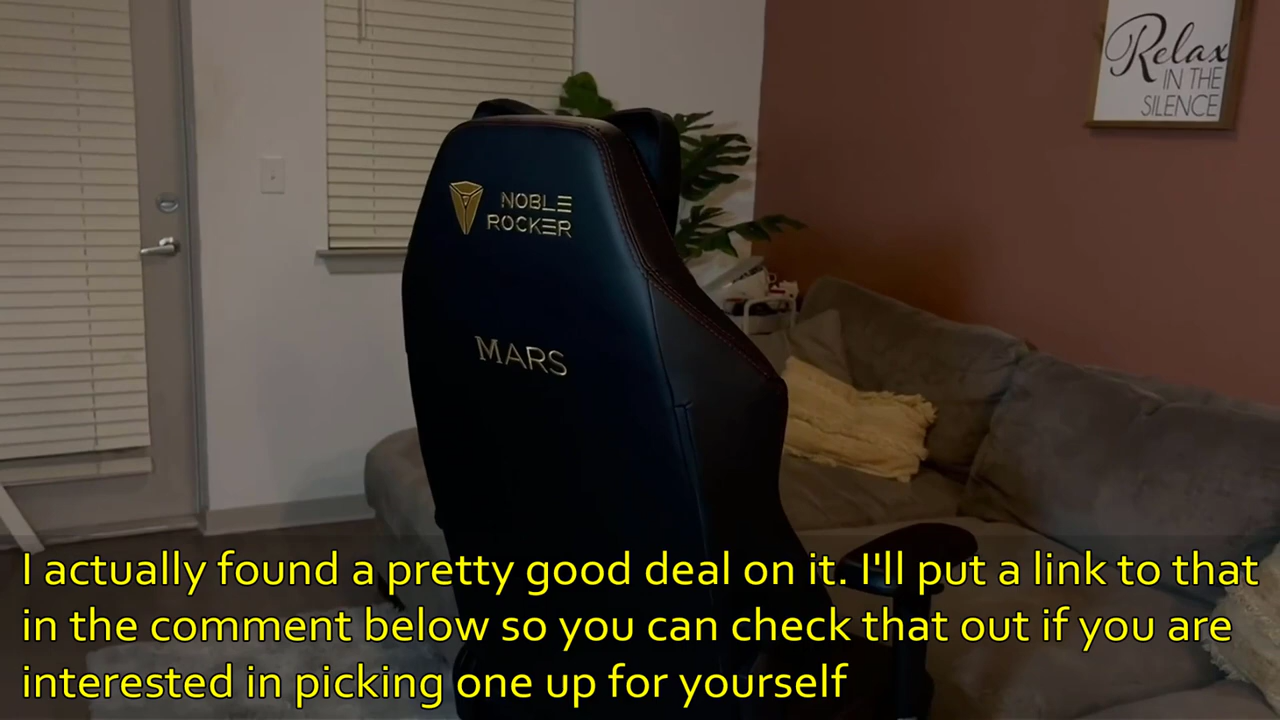 Relax
IN THE
SILENCE
NOBLE
ROCKER
MARS
I actually found a pretty good deal on it. I'll put a link to that
in the comment below so you can check that out if you are
interested in picking one up for yourself